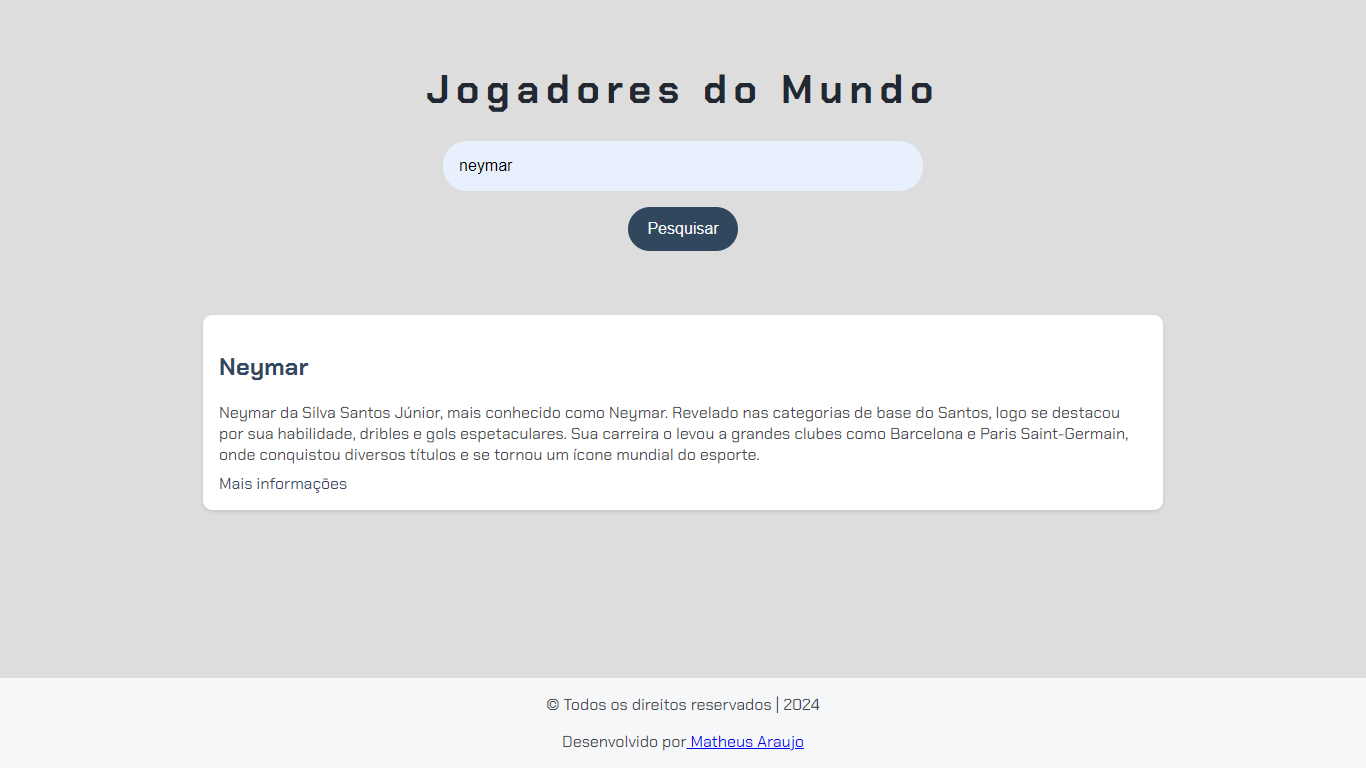 Jogadores do Mundo
neymar
Pesquisar
Neymar
Neymar da Silva Santos Júnior, mais conhecido como Neymar. Revelado nas categorias de base do Santos, logo se destacou
por sua habilidade, dribles e gols espetaculares. Sua carreira o levou a grandes clubes como Barcelona e Paris Saint-Germain,
onde conquistou diversos títulos e se tornou um ícone mundial do esporte.
Mais informações
© Todos os direitos reservados | 2024
Desenvolvido por Matheus Araujo